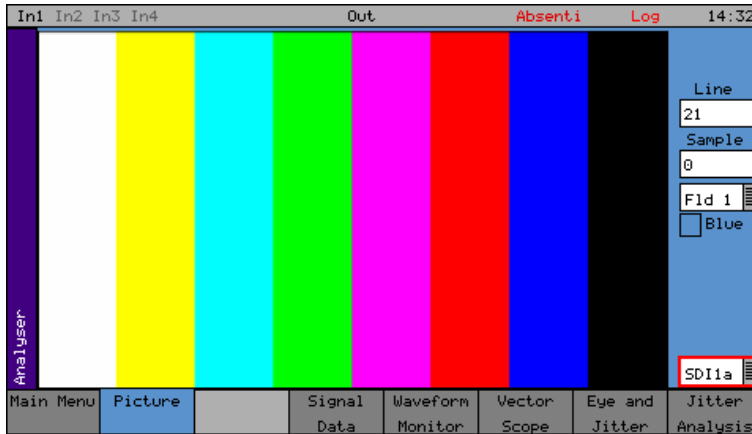 In1 In2 In3 In4 Out Absenti Log 14:32
Line
21
Sample
0
Fld 1
Blue
SDI1a
Analyser
Main Menu Picture Signal Data Waveform Monitor Vector Scope Eye and Jitter Jitter Analysis